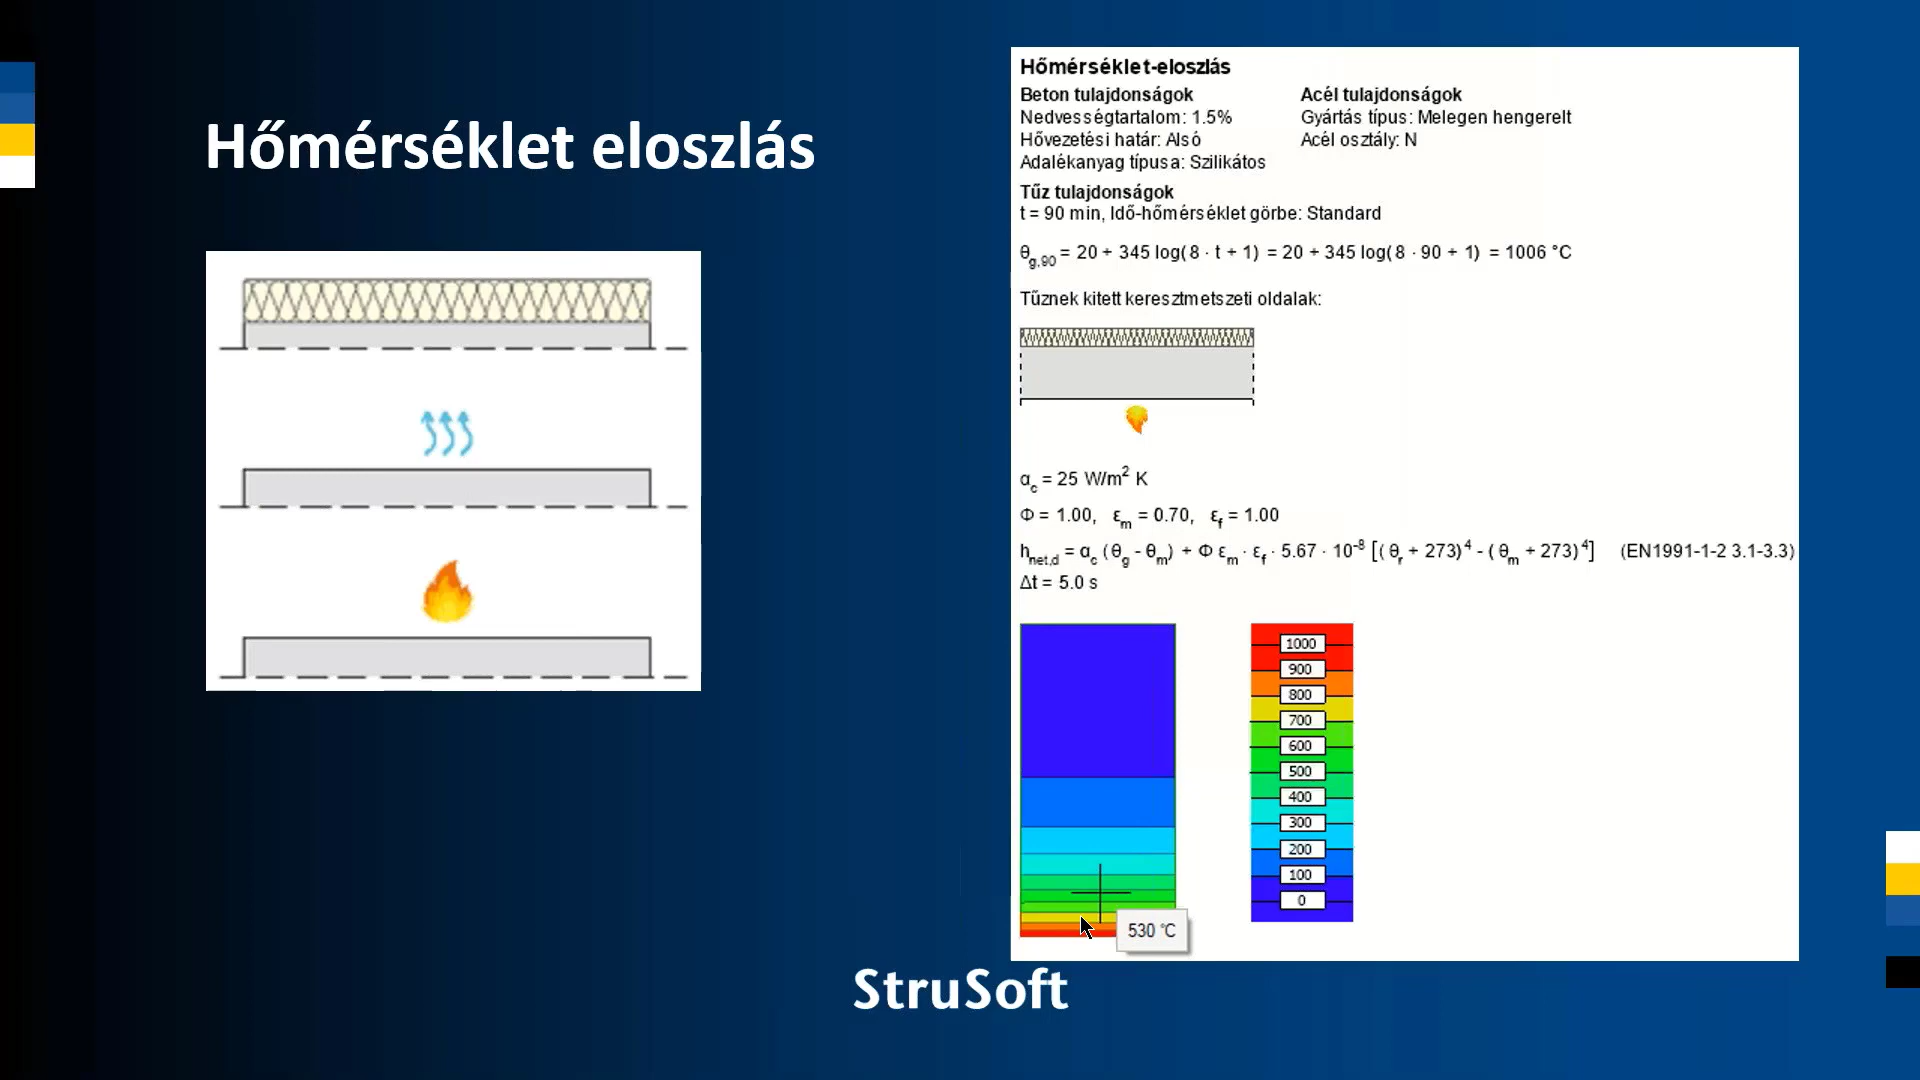 Hőmérséklet eloszlás
Hőmérséklet-eloszlás
Beton tulajdonságok
Nedvességtartalom: 1.5%
Hővezetési határ: Alsó
Adalékanyag típusa: Szilikátos
Acél tulajdonságok
Gyártás típus: Melegen hengerelt
Acél osztály: N
Tűz tulajdonságok
t = 90 min, Idő-hőmérséklet görbe: Standard
θg,90 = 20 + 345 log( 8 · t + 1) = 20 + 345 log( 8 · 90 + 1) = 1006 °C
Tűznek kitett keresztmetszeti oldalak:
αc = 25 W/m² K
Φ = 1.00, εm = 0.70, εf = 1.00
hnet,d = αc (θg - θm) + Φ εm · εf · 5.67 · 10⁻⁸ [( θr + 273)⁴ - ( θm + 273)⁴] (EN1991-1-2 3.1-3.3)
Δt = 5.0 s
1000
900
800
700
600
500
400
300
200
100
0
530 °C
StruSoft